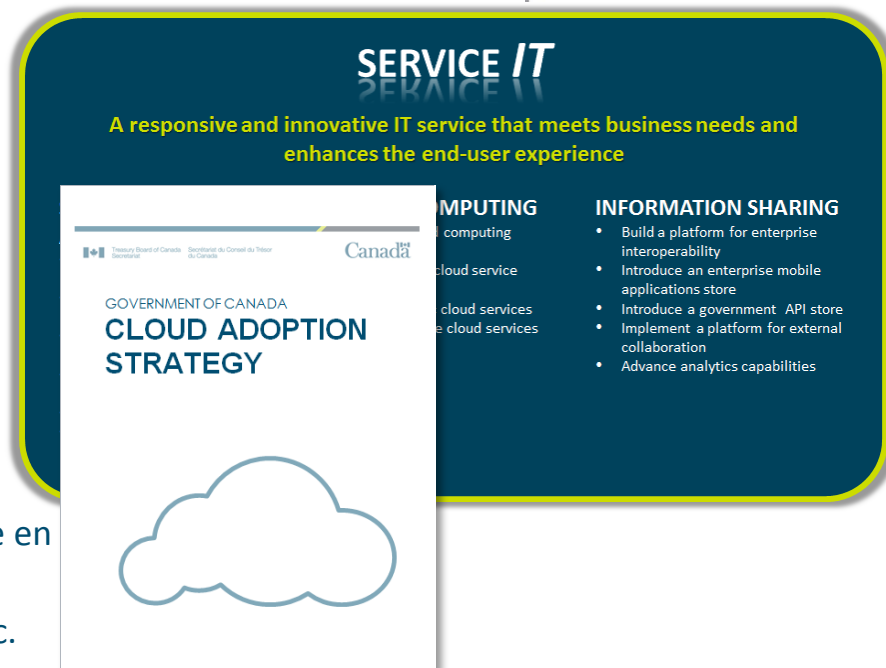 SERVICE IT
A responsive and innovative IT service that meets business needs and
enhances the end-user experience
OMPUTING
computing
cloud service
cloud services
e cloud services
INFORMATION SHARING
• Build a platform for enterprise
interoperability
• Introduce an enterprise mobile
applications store
• Introduce a government API store
• Implement a platform for external
collaboration
• Advance analytics capabilities
Treasury Board of Canada Secrétariat du Conseil du Trésor
Secretariat du Canada
Canada
GOVERNMENT OF CANADA
CLOUD ADOPTION
STRATEGY
e en
c.